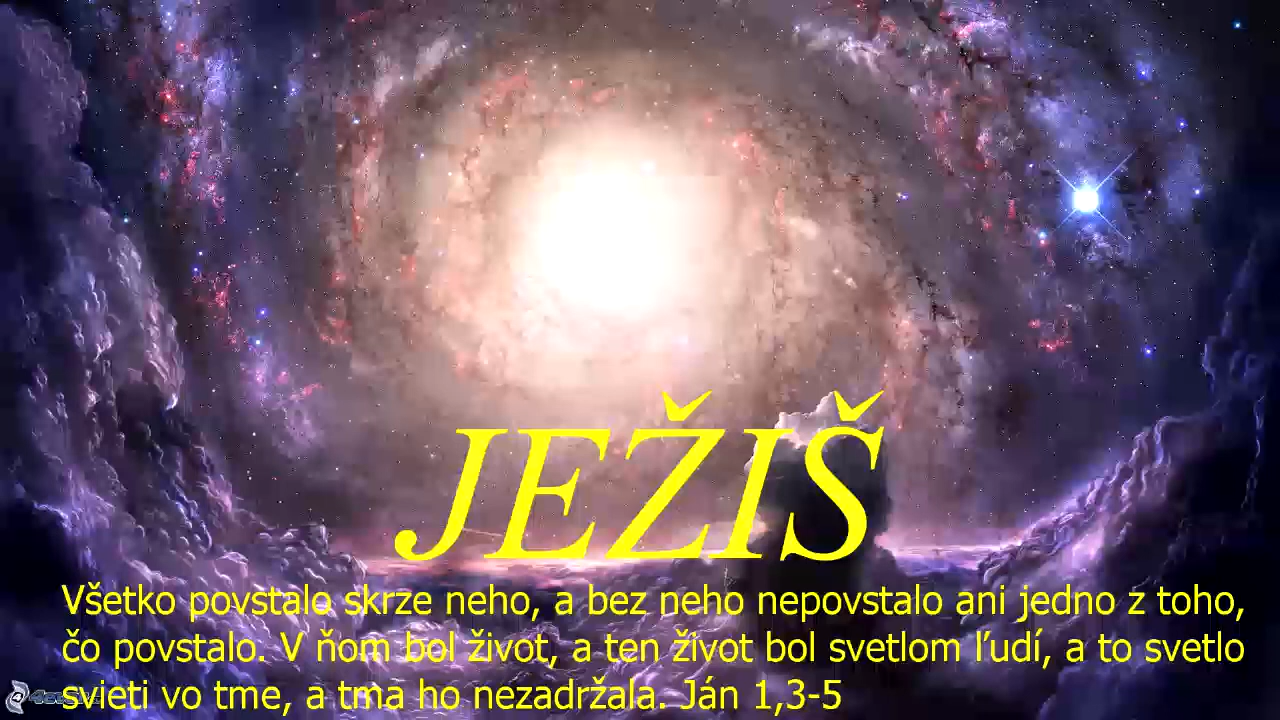 JEŽIŠ
Všetko povstalo skrze neho, a bez neho nepovstalo ani jedno z toho,
čo povstalo. V ňom bol život, a ten život bol svetlom ľudí, a to svetlo
svieti vo tme, a tma ho nezadržala. Ján 1,3-5